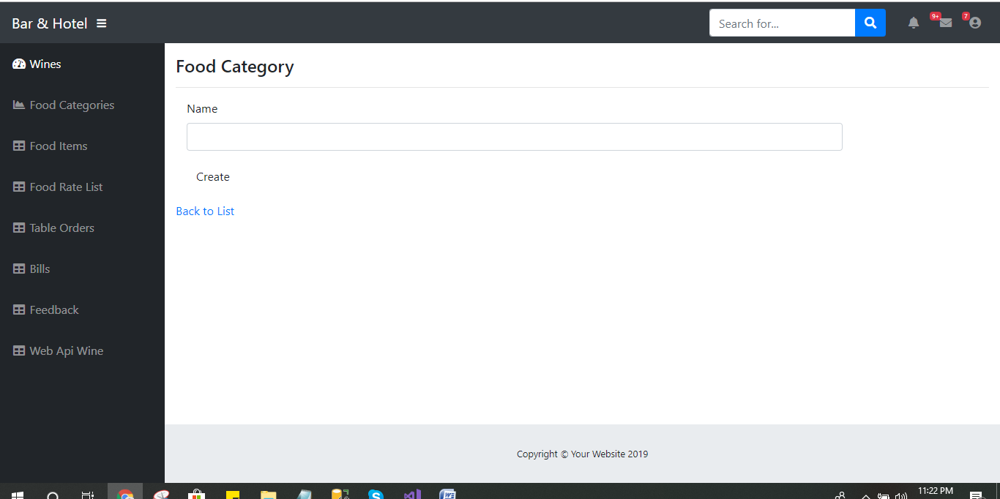 Bar & Hotel
Search for...
9+
7
Wines
Food Categories
Food Items
Food Rate List
Table Orders
Bills
Feedback
Web Api Wine
Food Category
Name
Create
Back to List
Copyright © Your Website 2019
11:22 PM